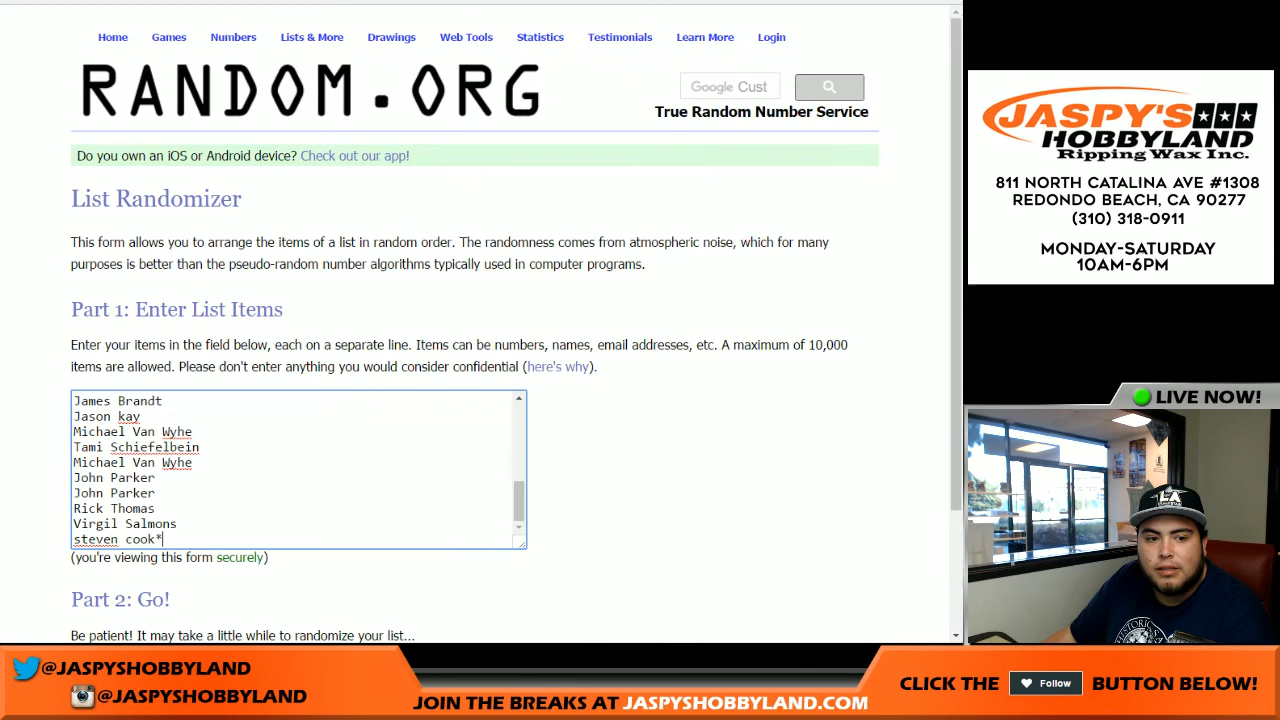 Home Games Numbers Lists & More Drawings Web Tools Statistics Testimonials Learn More Login
RANDOM.ORG
Google Cust
True Random Number Service
Do you own an iOS or Android device? Check out our app!
List Randomizer
This form allows you to arrange the items of a list in random order. The randomness comes from atmospheric noise, which for many
purposes is better than the pseudo-random number algorithms typically used in computer programs.
Part 1: Enter List Items
Enter your items in the field below, each on a separate line. Items can be numbers, names, email addresses, etc. A maximum of 10,000
items are allowed. Please don't enter anything you would consider confidential (here's why).
James Brandt
Jason kay
Michael Van Wyhe
Tami Schiefelbein
Michael Van Wyhe
John Parker
John Parker
Rick Thomas
Virgil Salmons
steven cook*
(you're viewing this form securely)
Part 2: Go!
Be patient! It may take a little while to randomize your list...
JASPY'S
HOBBYLAND
Ripping Wax Inc.
811 NORTH CATALINA AVE #1308
REDONDO BEACH, CA 90277
(310) 318-0911
MONDAY-SATURDAY
10AM-6PM
LIVE NOW!
LA
@JASPYSHOBBYLAND
@JASPYSHOBBYLAND
JOIN THE BREAKS AT JASPYSHOBBYLAND.COM
CLICK THE Follow BUTTON BELOW!